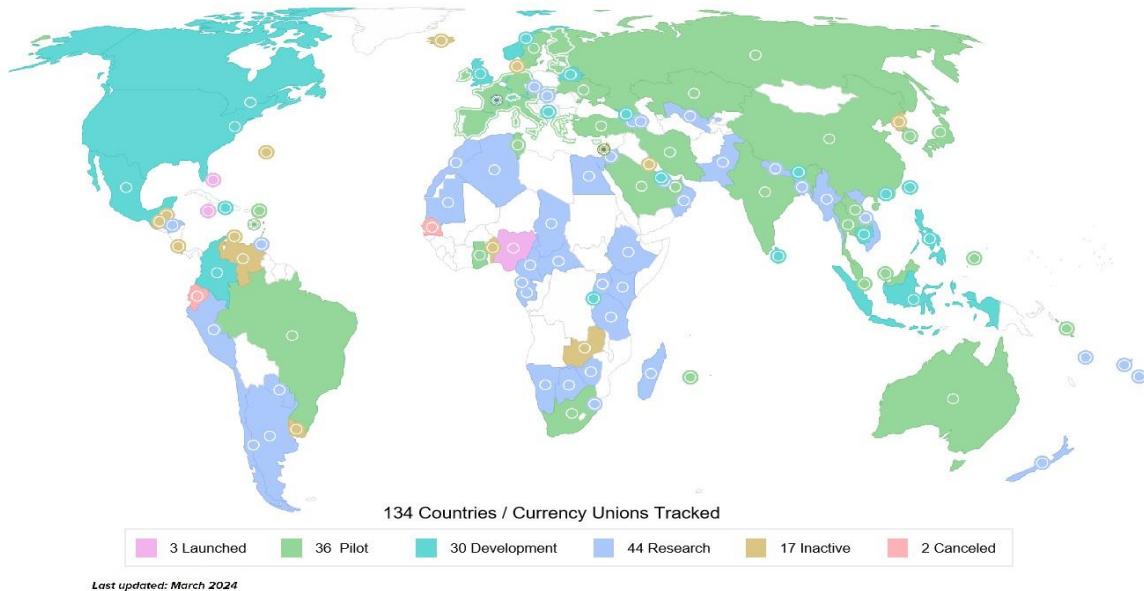 134 Countries / Currency Unions Tracked
3 Launched 36 Pilot 30 Development 44 Research 17 Inactive 2 Canceled
Last updated: March 2024